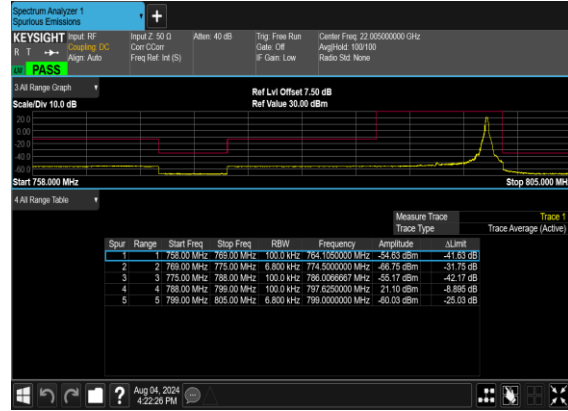 Spectrum Analyzer 1
Spurious Emissions
+
KEYSIGHT Input: RF Input Z: 50 Ω Atten: 40 dB Trig: Free Run Center Freq: 22.005000000 GHz
R T Coupling: DC Corr CCorr Gate: Off Avg|Hold: 100/100
Align: Auto Freq Ref: Int (S) IF Gain: Low Radio Std: None
PASS
3 All Range Graph
Ref Lvl Offset 7.50 dB
Scale/Div 10.0 dB Ref Value 30.00 dBm
20.0
0.00
-20.0
-40.0
-60.0
Start 758.000 MHz Stop 805.000 MHz
4 All Range Table
Measure Trace Trace 1
Trace Type Trace Average (Active)
Spur Range Start Freq Stop Freq RBW Frequency Amplitude ΔLimit
1 1 758.00 MHz 769.00 MHz 100.0 kHz 764.1050000 MHz -54.63 dBm -41.63 dB
2 2 769.00 MHz 775.00 MHz 6.800 kHz 774.5000000 MHz -66.75 dBm -31.75 dB
3 3 775.00 MHz 788.00 MHz 100.0 kHz 786.0066667 MHz -55.17 dBm -42.17 dB
4 4 788.00 MHz 799.00 MHz 100.0 kHz 797.6250000 MHz 21.10 dBm -8.895 dB
5 5 799.00 MHz 805.00 MHz 6.800 kHz 799.0000000 MHz -60.03 dBm -25.03 dB
? Aug 04, 2024
4:22:26 PM